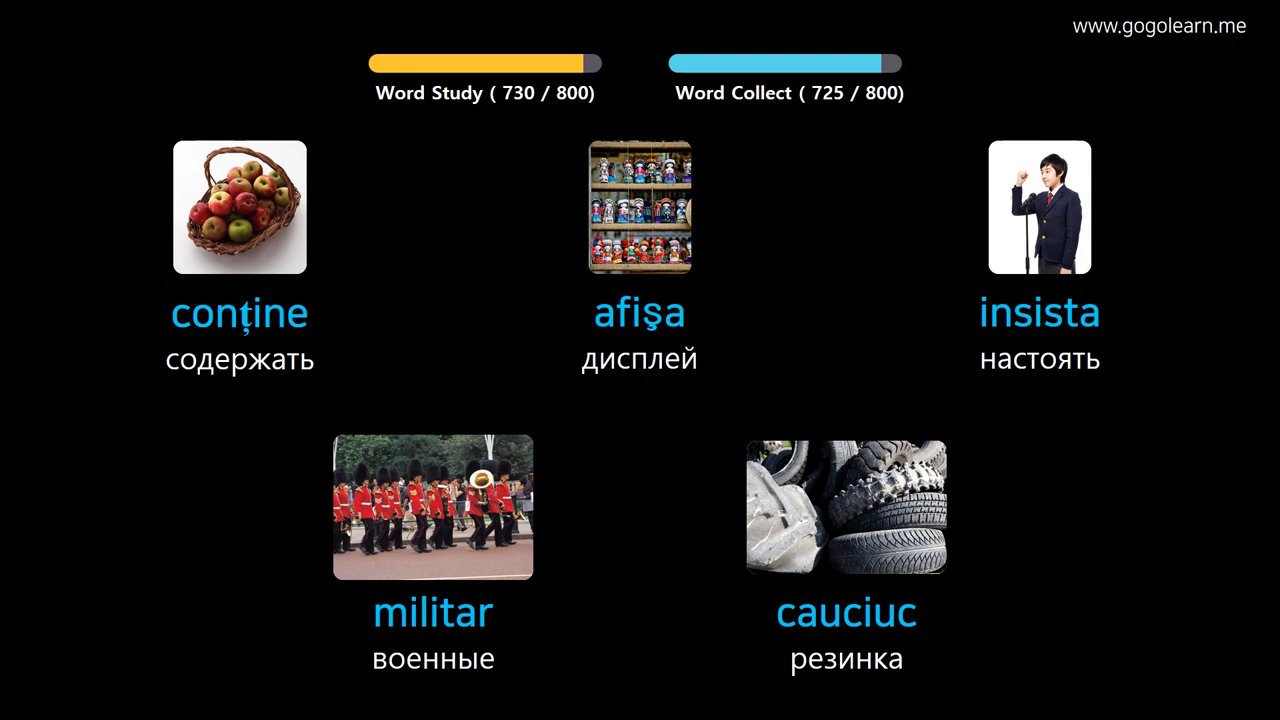 www.gogolearn.me
Word Study ( 730 / 800)
Word Collect ( 725 / 800)
conține
afișa
insista
содержать
дисплей
настоять
militar
cauciuc
военные
резинка